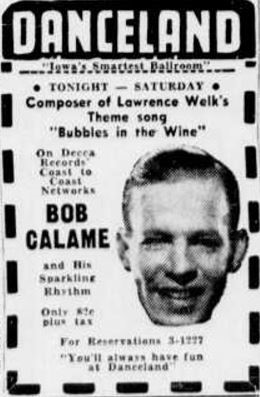 DANCELAND
"Iowa's Smartest Ballroom"
• TONIGHT — SATURDAY •
Composer of Lawrence Welk's
Theme song
"Bubbles in the Wine"
On Decca
Records'
Coast to
Coast
Networks
BOB
CALAME
and His
Sparkling
Rhythm
Only 82c
plus tax
For Reservations 3-1227
"You'll always have fun
at Danceland"